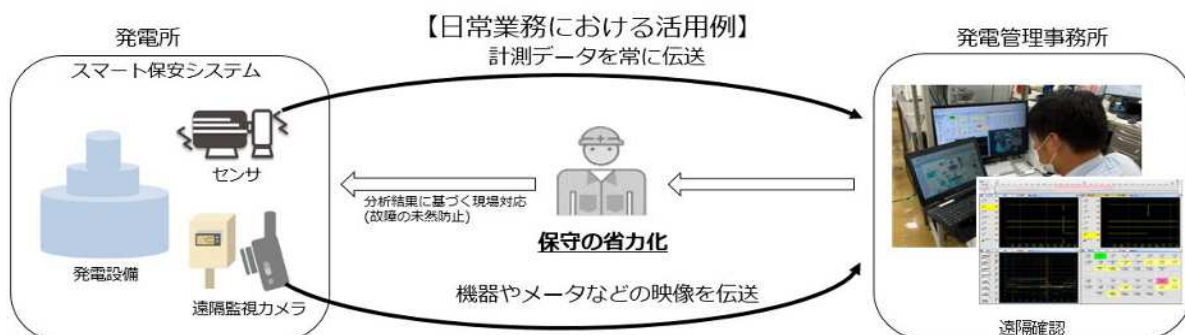 【日常業務における活用例】
発電所
計測データを常に伝送
発電管理事務所
スマート保安システム
センサ
分析結果に基づく現場対応
(故障の未然防止)
保守の省力化
発電設備
遠隔監視カメラ
機器やメータなどの映像を伝送
遠隔確認